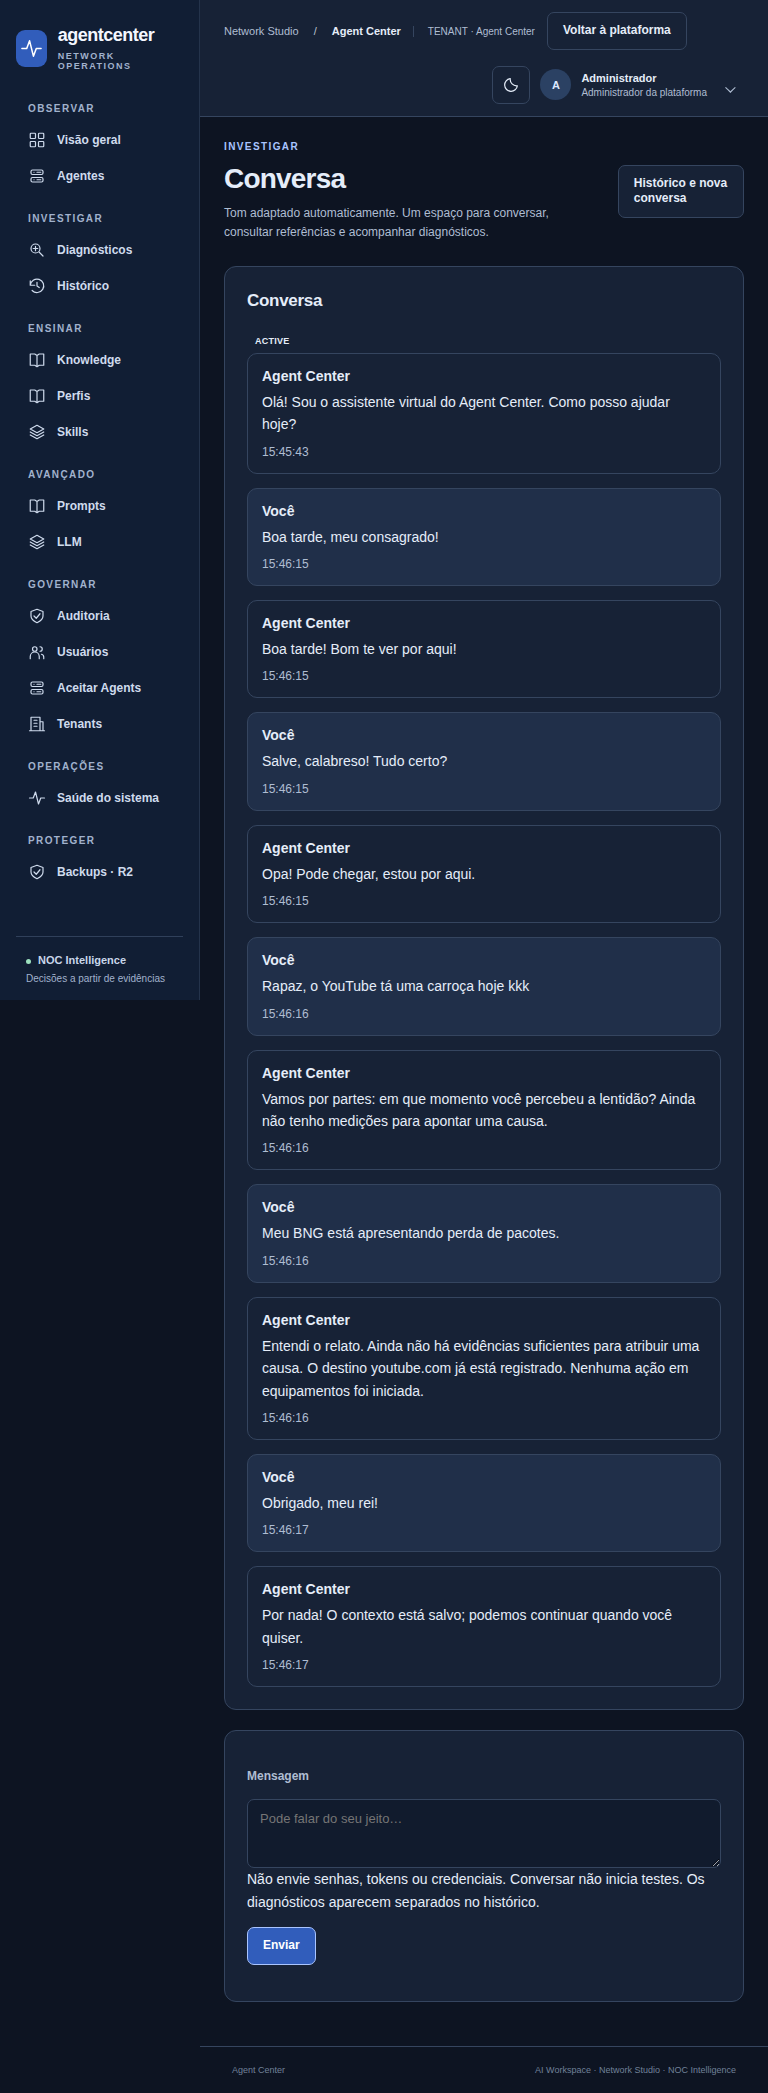 agentcenter
NETWORK
OPERATIONS
OBSERVAR
Visão geral
Agentes
INVESTIGAR
Diagnósticos
Histórico
ENSINAR
Knowledge
Perfis
Skills
AVANÇADO
Prompts
LLM
GOVERNAR
Auditoria
Usuários
Aceitar Agents
Tenants
OPERAÇÕES
Saúde do sistema
PROTEGER
Backups · R2
NOC Intelligence
Decisões a partir de evidências
Network Studio / Agent Center TENANT · Agent Center Voltar à plataforma
A
Administrador
Administrador da plataforma
INVESTIGAR
Conversa
Tom adaptado automaticamente. Um espaço para conversar,
consultar referências e acompanhar diagnósticos.
Histórico e nova
conversa
Conversa
ACTIVE
Agent Center
Olá! Sou o assistente virtual do Agent Center. Como posso ajudar
hoje?
15:45:43
Você
Boa tarde, meu consagrado!
15:46:15
Agent Center
Boa tarde! Bom te ver por aqui!
15:46:15
Você
Salve, calabreso! Tudo certo?
15:46:15
Agent Center
Opa! Pode chegar, estou por aqui.
15:46:15
Você
Rapaz, o YouTube tá uma carroça hoje kkk
15:46:16
Agent Center
Vamos por partes: em que momento você percebeu a lentidão? Ainda
não tenho medições para apontar uma causa.
15:46:16
Você
Meu BNG está apresentando perda de pacotes.
15:46:16
Agent Center
Entendi o relato. Ainda não há evidências suficientes para atribuir uma
causa. O destino youtube.com já está registrado. Nenhuma ação em
equipamentos foi iniciada.
15:46:16
Você
Obrigado, meu rei!
15:46:17
Agent Center
Por nada! O contexto está salvo; podemos continuar quando você
quiser.
15:46:17
Mensagem
Pode falar do seu jeito…
Não envie senhas, tokens ou credenciais. Conversar não inicia testes. Os
diagnósticos aparecem separados no histórico.
Enviar
Agent Center
AI Workspace · Network Studio · NOC Intelligence